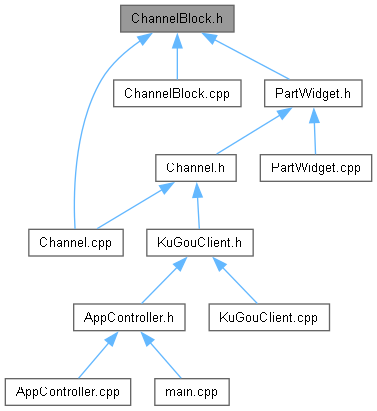 ChannelBlock.h
ChannelBlock.cpp
PartWidget.h
Channel.h
PartWidget.cpp
Channel.cpp
KuGouClient.h
AppController.h
KuGouClient.cpp
AppController.cpp
main.cpp